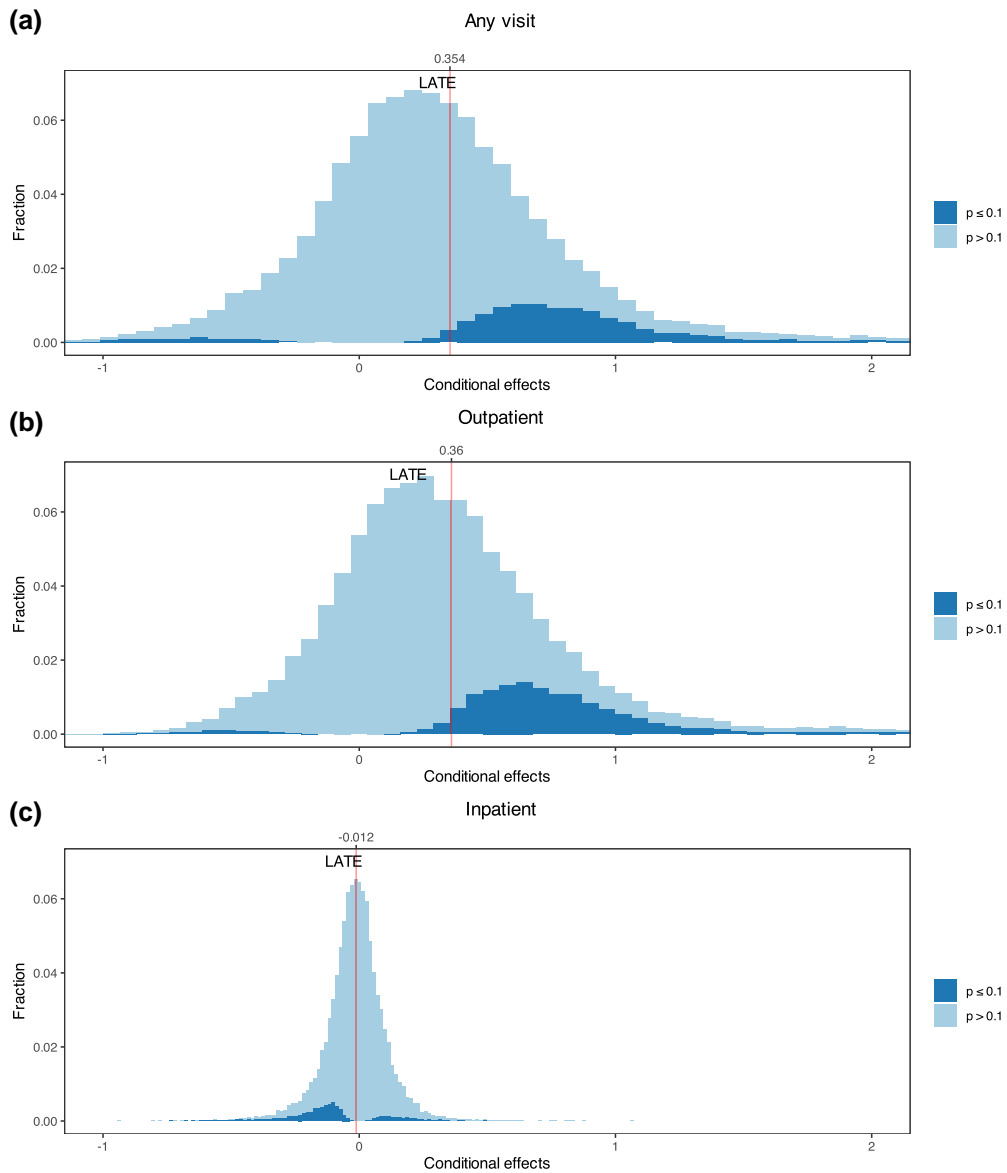 (a)
Any visit
0.354
LATE
0.06
0.04
0.02
0.00
Fraction
-1
0
1
2
Conditional effects
p ≤ 0.1
p > 0.1
(b)
Outpatient
0.36
LATE
0.06
0.04
0.02
0.00
Fraction
-1
0
1
2
Conditional effects
p ≤ 0.1
p > 0.1
(c)
Inpatient
-0.012
LATE
0.06
0.04
0.02
0.00
Fraction
-1
0
1
2
Conditional effects
p ≤ 0.1
p > 0.1